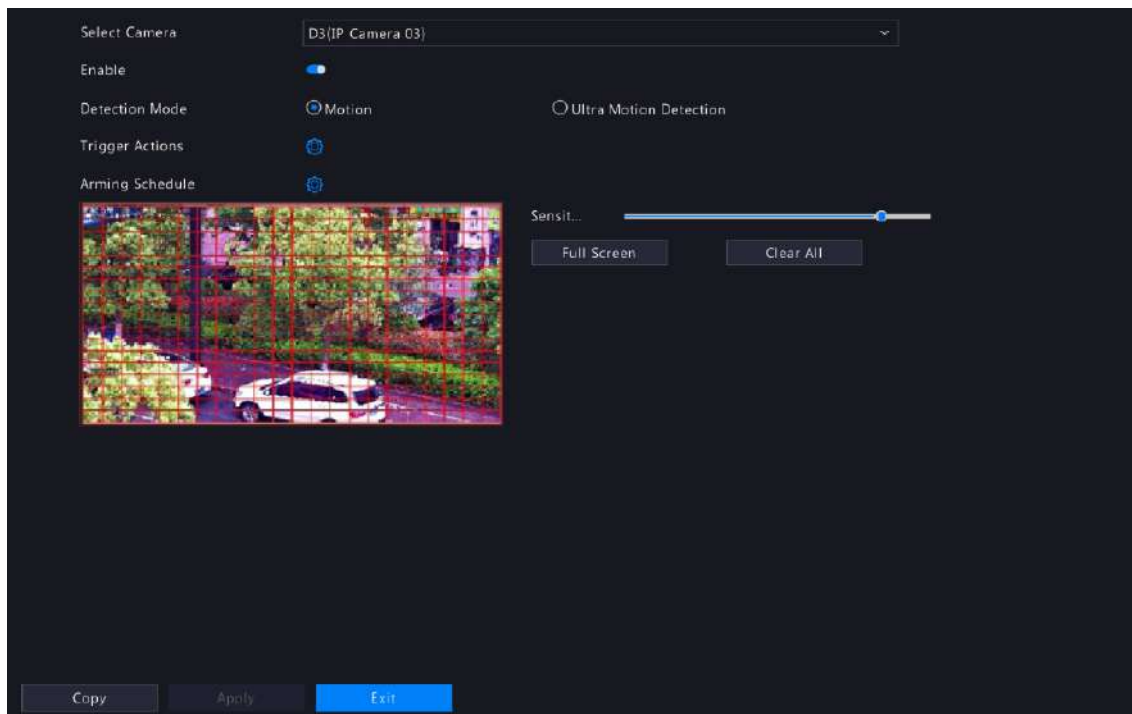 Select Camera D3(IP Camera 03)
Enable
Detection Mode Motion Ultra Motion Detection
Trigger Actions
Arming Schedule
Sensit...
Full Screen Clear All
Copy Apply Exit